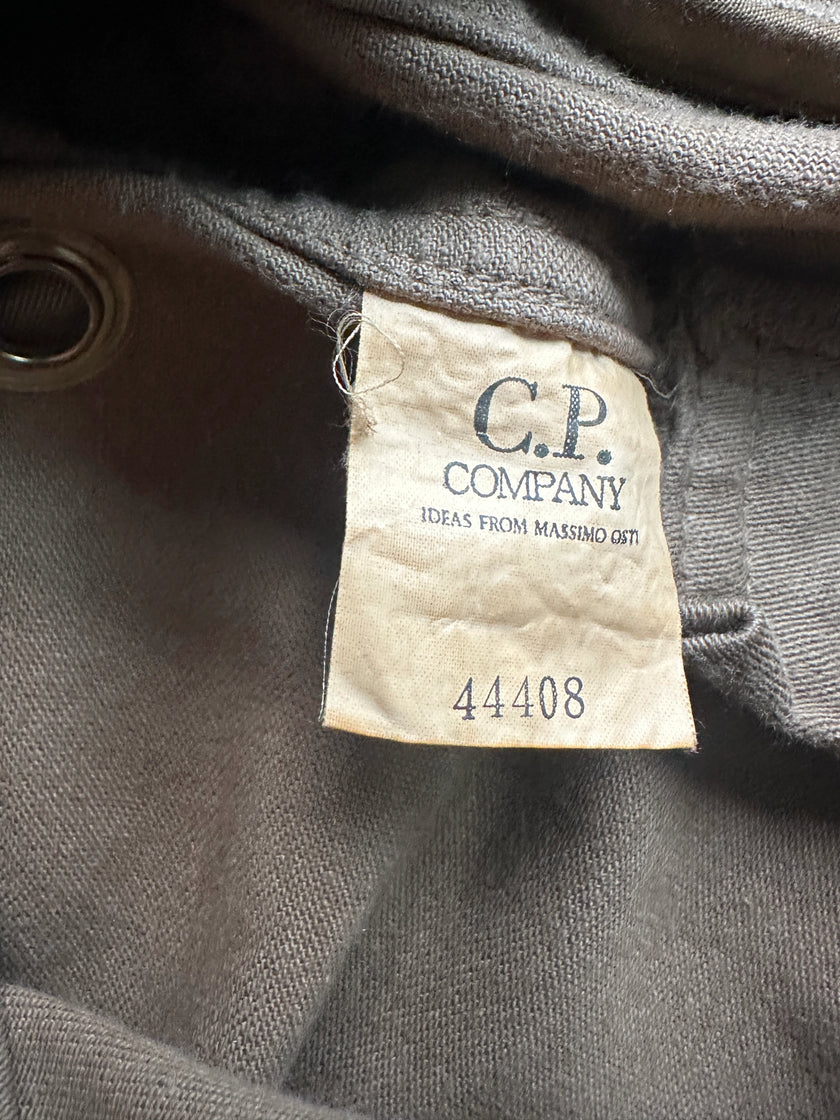 C.P.
COMPANY
IDEAS FROM MASSIMO OSTI
44408